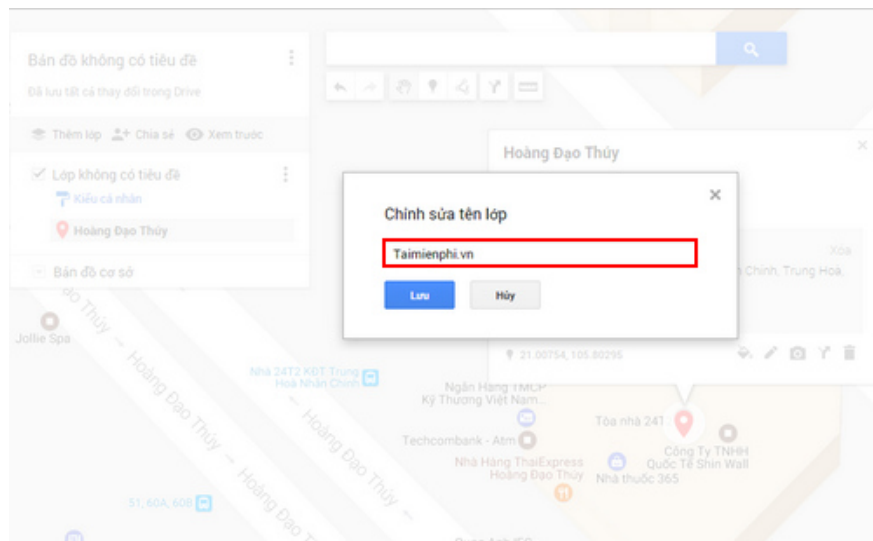 Bản đồ không có tiêu đề
Đã lưu tất cả thay đổi trong Drive
Thêm lớp Chia sẻ Xem trước
Lớp không có tiêu đề
Kiểu cá nhân
Hoàng Đạo Thúy
Bản đồ cơ sở
Hoàng Đạo Thúy
Chỉnh sửa tên lớp
Taimienphi.vn
Lưu Hủy
Xóa
Chính, Trung Hoà,
21.00754, 105.80295
Jollie Spa
Đạo Thúy
Hoàng Đạo Thúy
Hoàng Đạo
Hoàng Đạo Thúy
Nhà 24T2 KĐT Trung
Hoà Nhân Chính
Ngân Hàng TMCP
Kỹ Thương Việt Nam...
Tòa nhà 24T
Techcombank - Atm
Công Ty TNHH
Quốc Tế Shin Wall
Nhà Hàng ThaiExpress
Hoàng Đạo Thúy
Nhà thuốc 365
51, 60A, 60B